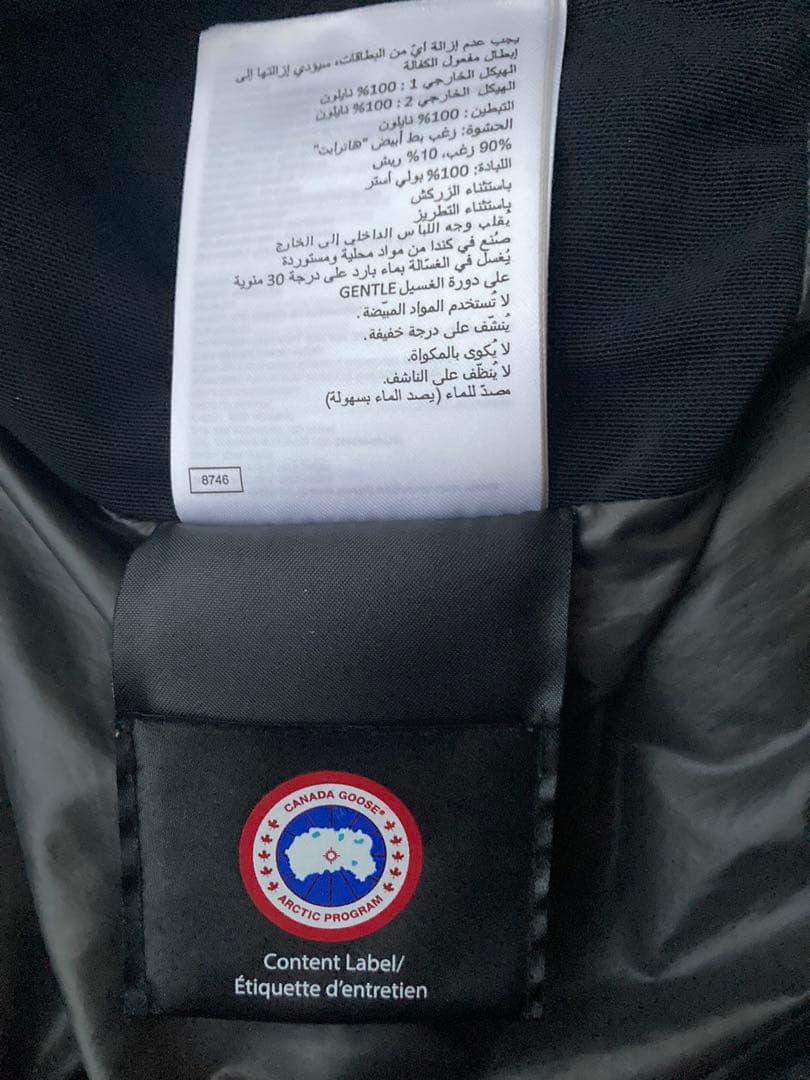 يجب عدم إزالة أيّ من البطاقات، سيؤدي إزالتها إلى
إبطال مفعول الكفالة
الهيكل الخارجي 1 : 100% نايلون
الهيكل الخارجي 2 : 100% نايلون
التبطين : 100% نايلون
الحشوة: زغب بط أبيض "هاترايت"
90% زغب، 10% ريش
اللبادة: 100% بولي أستر
باستثناء الزركش
باستثناء التطريز
يُقلب وجه اللباس الداخلي إلى الخارج
صُنع في كندا من مواد محلية ومستوردة
يُغسل في الغسّالة بماء بارد على درجة 30 مئوية
على دورة الغسيل GENTLE
لا تُستخدم المواد المبيّضة.
يُنشّف على درجة خفيفة.
لا يُكوى بالمكواة.
لا يُنظّف على الناشف.
مصدّ للماء (يصد الماء بسهولة)
8746
CANADA GOOSE®
ARCTIC PROGRAM
Content Label/
Étiquette d'entretien